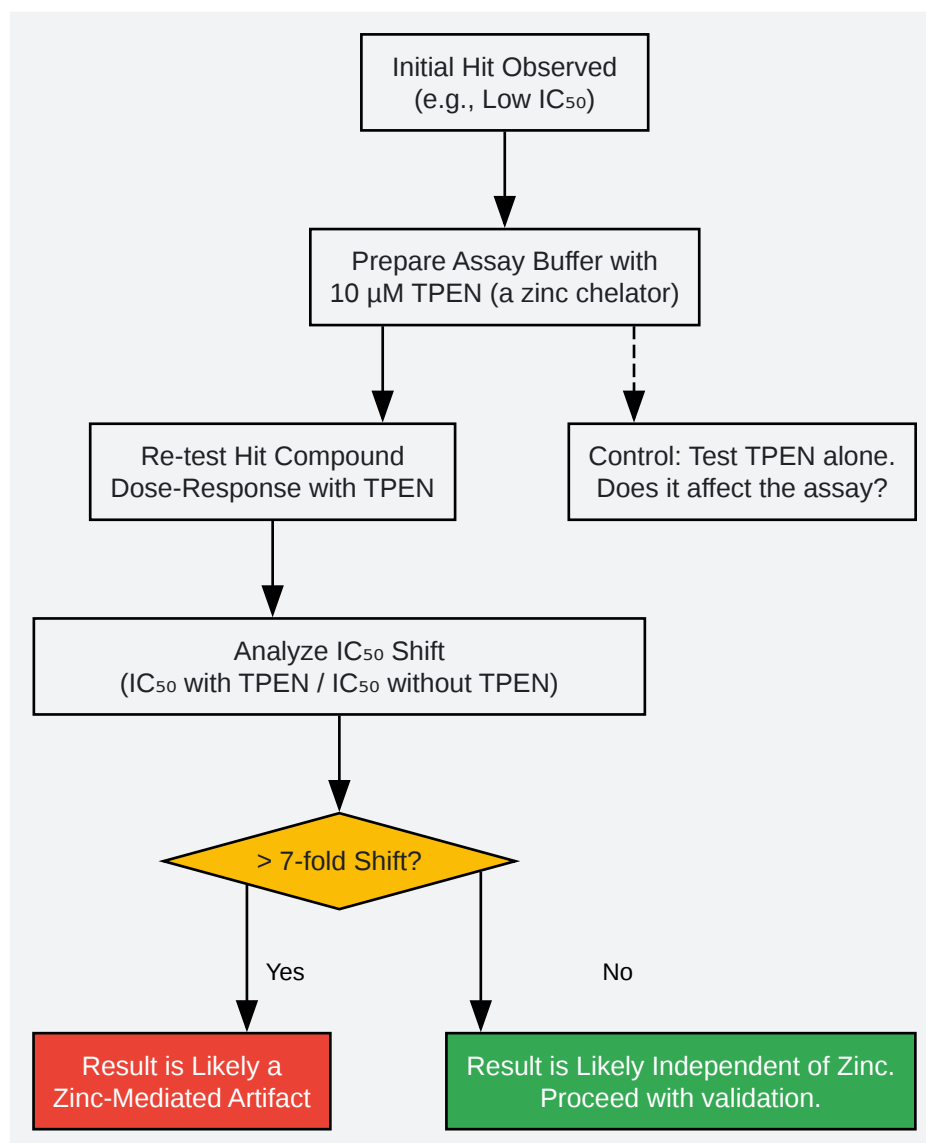 Initial Hit Observed
(e.g., Low IC₅₀)
Prepare Assay Buffer with
10 µM TPEN (a zinc chelator)
Re-test Hit Compound
Dose-Response with TPEN
Control: Test TPEN alone.
Does it affect the assay?
Analyze IC₅₀ Shift
(IC₅₀ with TPEN / IC₅₀ without TPEN)
> 7-fold Shift?
Yes
No
Result is Likely a
Zinc-Mediated Artifact
Result is Likely Independent of Zinc.
Proceed with validation.